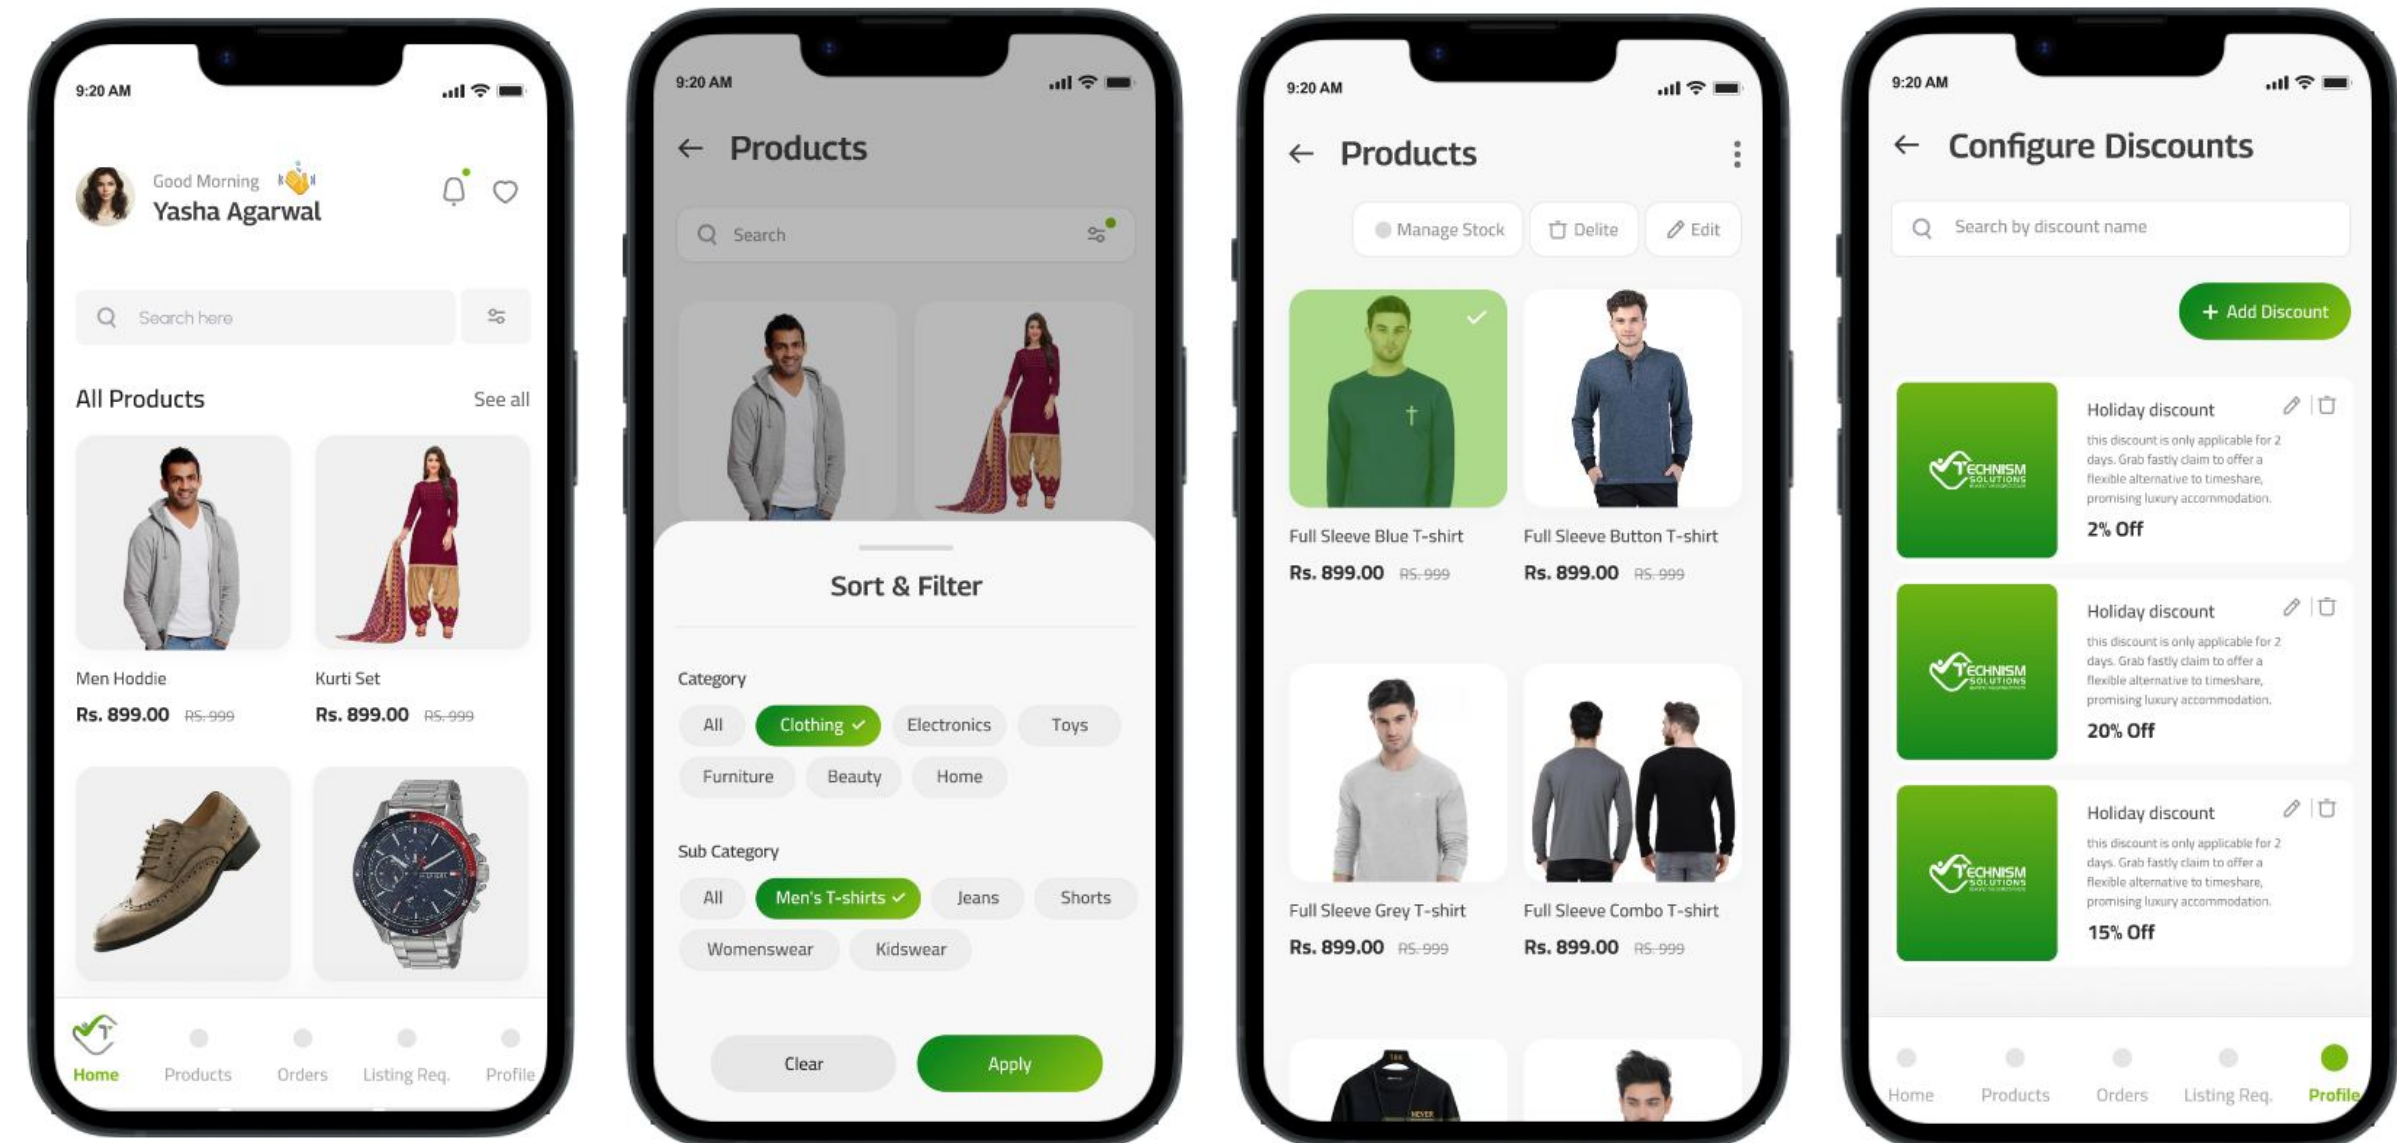 9:20 AM
Good Morning
Yasha Agarwal
Search here
All Products
See all
Men Hoddie
Kurti Set
Rs. 899.00 RS. 999
Rs. 899.00 RS. 999
Home
Products
Orders
Listing Req.
Profile
9:20 AM
Products
Search
Sort & Filter
Category
All
Clothing
Electronics
Toys
Furniture
Beauty
Home
Sub Category
All
Men's T-shirts
Jeans
Shorts
Womenswear
Kidswear
Clear
Apply
9:20 AM
Products
Manage Stock
Delite
Edit
Full Sleeve Blue T-shirt
Full Sleeve Button T-shirt
Rs. 899.00 RS. 999
Rs. 899.00 RS. 999
Full Sleeve Grey T-shirt
Full Sleeve Combo T-shirt
Rs. 899.00 RS. 999
Rs. 899.00 RS. 999
NEVER
9:20 AM
Configure Discounts
Search by discount name
+ Add Discount
TECHNISM
SOLUTIONS
Holiday discount
this discount is only applicable for 2
days. Grab fastly claim to offer a
flexible alternative to timeshare,
promising luxury accommodation.
2% Off
TECHNISM
SOLUTIONS
Holiday discount
this discount is only applicable for 2
days. Grab fastly claim to offer a
flexible alternative to timeshare,
promising luxury accommodation.
20% Off
TECHNISM
SOLUTIONS
Holiday discount
this discount is only applicable for 2
days. Grab fastly claim to offer a
flexible alternative to timeshare,
promising luxury accommodation.
15% Off
Home
Products
Orders
Listing Req.
Profile